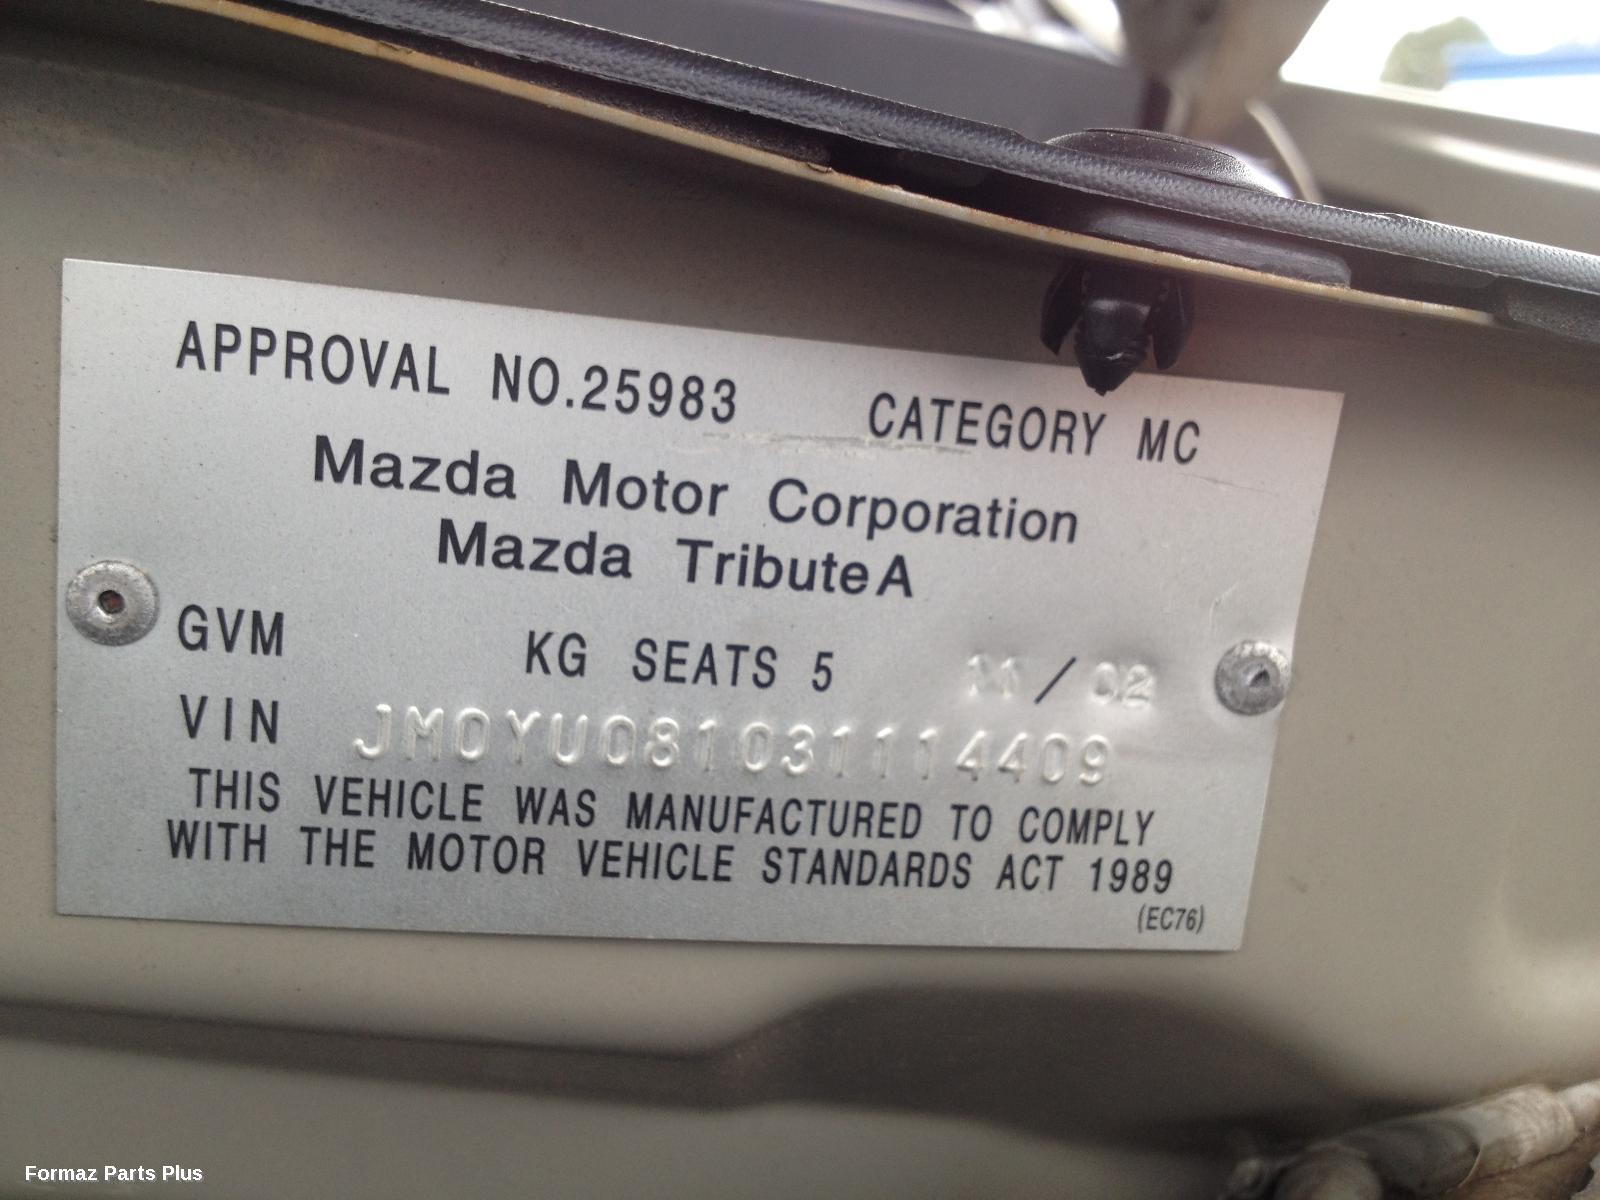 APPROVAL NO.25983 CATEGORY MC
Mazda Motor Corporation
Mazda Tribute A
GVM KG SEATS 5 11/02
VIN JM0YU081031114409
THIS VEHICLE WAS MANUFACTURED TO COMPLY
WITH THE MOTOR VEHICLE STANDARDS ACT 1989
(EC76)
Formaz Parts Plus